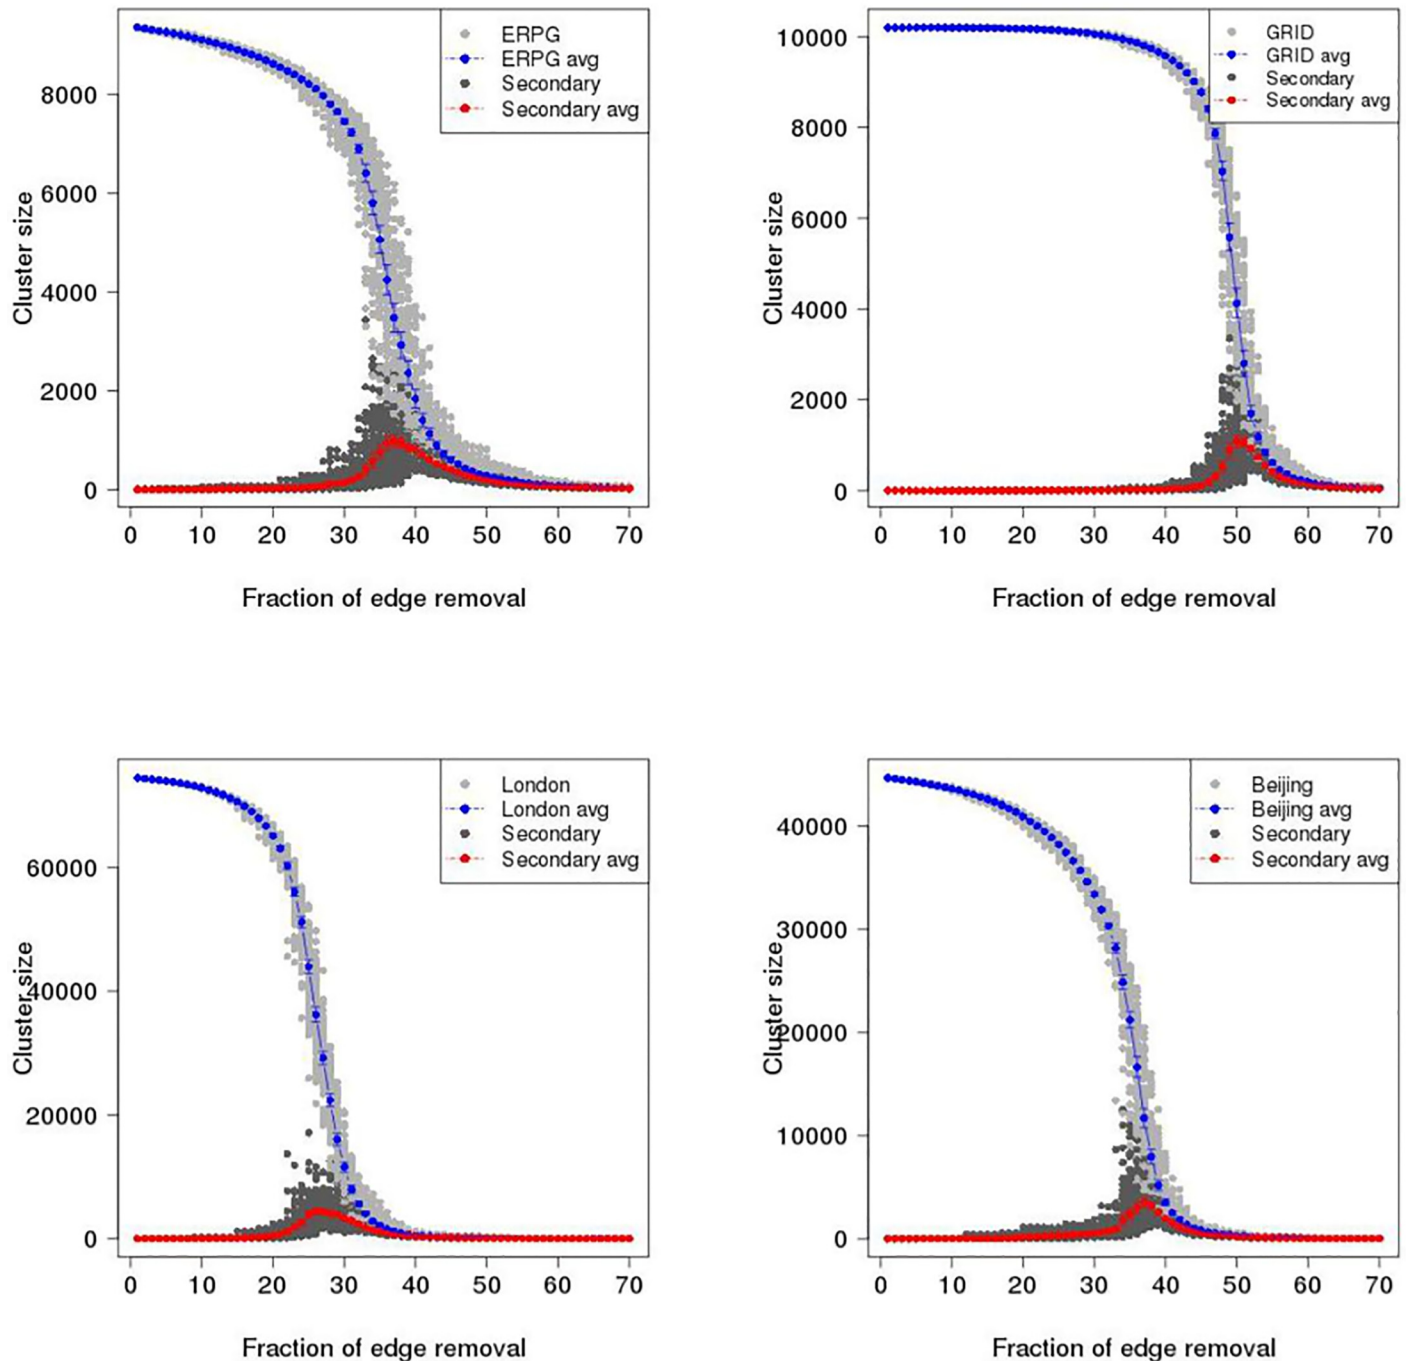 ERPG
ERPG avg
Secondary
Secondary avg
8000
6000
4000
2000
0
Cluster size
0 10 20 30 40 50 60 70
Fraction of edge removal
GRID
GRID avg
Secondary
Secondary avg
10000
8000
6000
4000
2000
0
Cluster size
0 10 20 30 40 50 60 70
Fraction of edge removal
London
London avg
Secondary
Secondary avg
60000
40000
20000
0
Cluster size
0 10 20 30 40 50 60 70
Fraction of edge removal
Beijing
Beijing avg
Secondary
Secondary avg
40000
30000
20000
10000
0
Cluster size
0 10 20 30 40 50 60 70
Fraction of edge removal